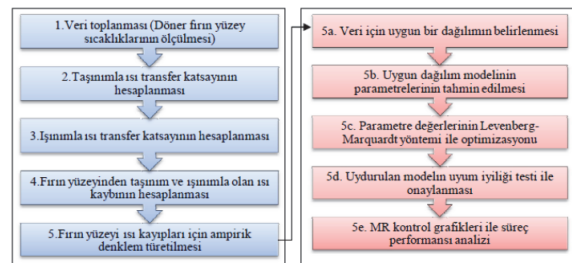 1.Veri toplanması (Döner fırın yüzey
sıcaklıklarının ölçülmesi)
2.Taşınımla ısı transfer katsayının
hesaplanması
3.Işınımla ısı transfer katsayının hesaplanması
4.Fırın yüzeyinden taşınım ve ışınımla olan ısı
kaybının hesaplanması
5.Fırın yüzeyi ısı kayıpları için ampirik
denklem türetilmesi
5a. Veri için uygun bir dağılımın belirlenmesi
5b. Uygun dağılım modelinin
parametrelerinin tahmin edilmesi
5c. Parametre değerlerinin Levenberg-
Marquardt yöntemi ile optimizasyonu
5d. Uydurulan modelın uyum iyiliği testi ile
onaylanması
5e. MR kontrol grafikleri ile süreç
performansı analizi